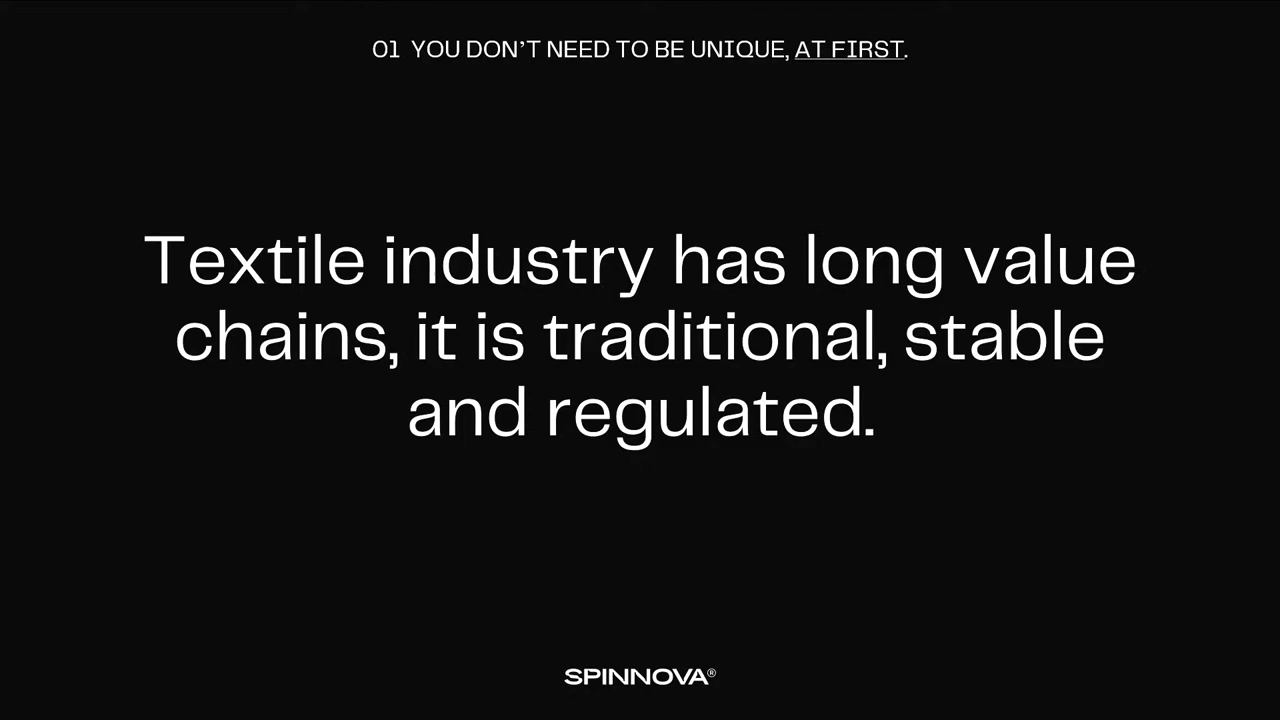 01 YOU DON’T NEED TO BE UNIQUE, AT FIRST.
Textile industry has long value
chains, it is traditional, stable
and regulated.
SPINNOVA®